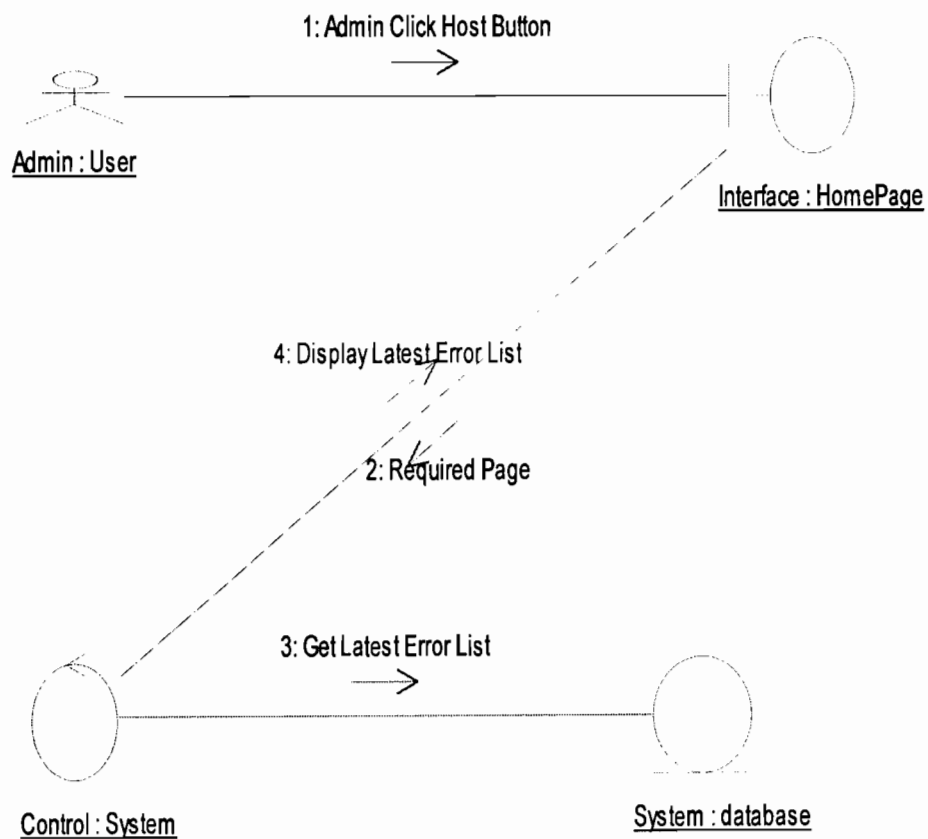 1: Admin Click Host Button
Admin : User
Interface : HomePage
4: Display Latest Error List
2: Required Page
3: Get Latest Error List
Control : System
System : database